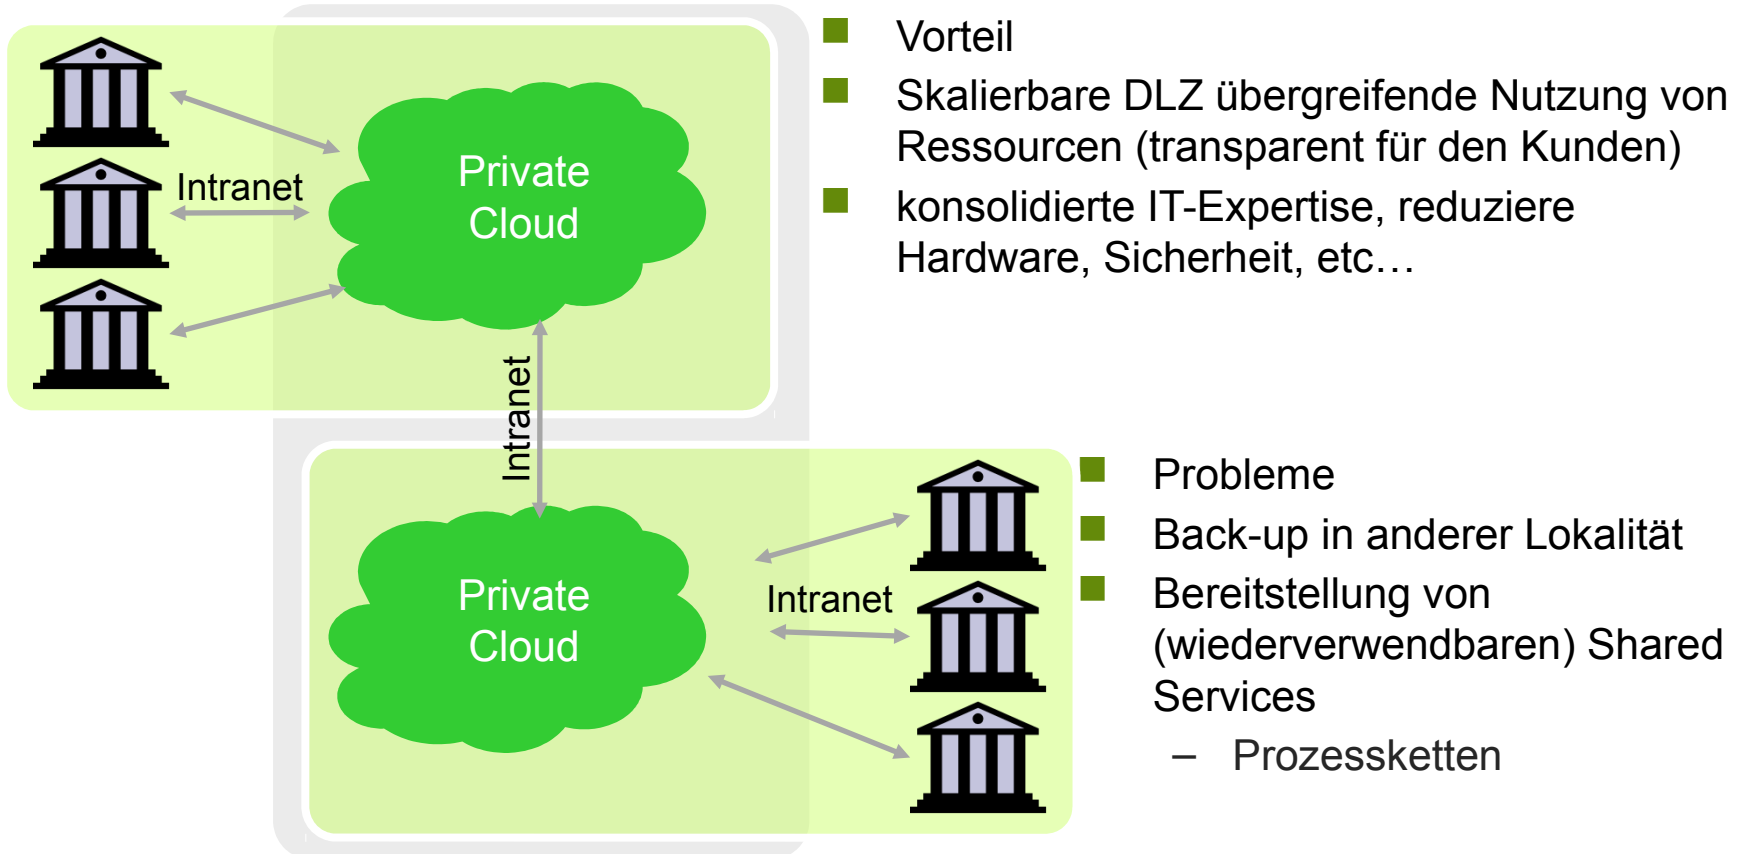 Vorteil
Skalierbare DLZ übergreifende Nutzung von
Ressourcen (transparent für den Kunden)
konsolidierte IT-Expertise, reduziere
Hardware, Sicherheit, etc…
Private
Cloud
Intranet
Intranet
Private
Cloud
Intranet
Probleme
Back-up in anderer Lokalität
Bereitstellung von
(wiederverwendbaren) Shared
Services
– Prozessketten